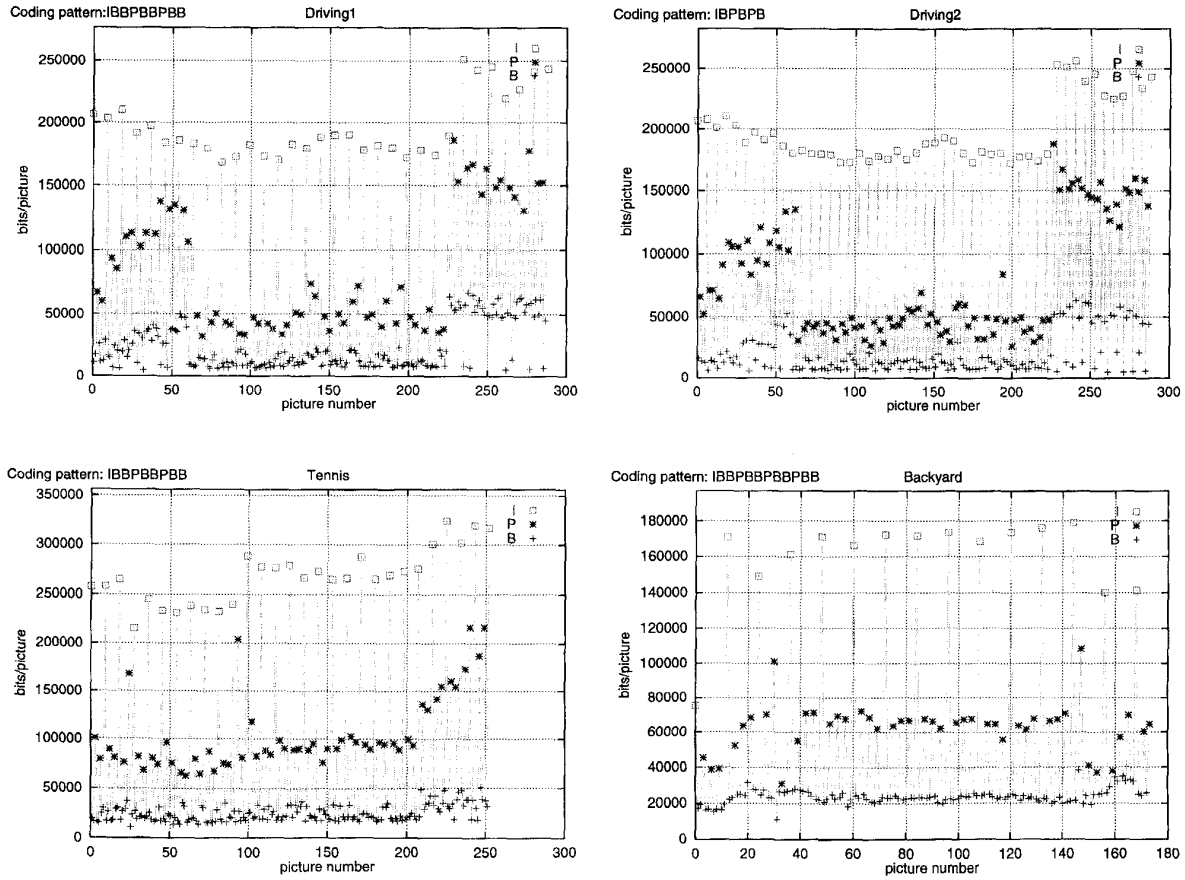 Coding pattern:IBBPBBPBB Driving1
250000
200000
150000
100000
50000
0
bits/picture
I
P
B
0 50 100 150 200 250 300
picture number
Coding pattern: IBPBPB Driving2
250000
200000
150000
100000
50000
0
bits/picture
I
P
B
0 50 100 150 200 250 300
picture number
Coding pattern: IBBPBBPBB Tennis
350000
300000
250000
200000
150000
100000
50000
0
bits/picture
I
P
B
0 50 100 150 200 250 300
picture number
Coding pattern: IBBPBBPBBPBB Backyard
180000
160000
140000
120000
100000
80000
60000
40000
20000
0
bits/picture
I
P
B
0 20 40 60 80 100 120 140 160 180
picture number